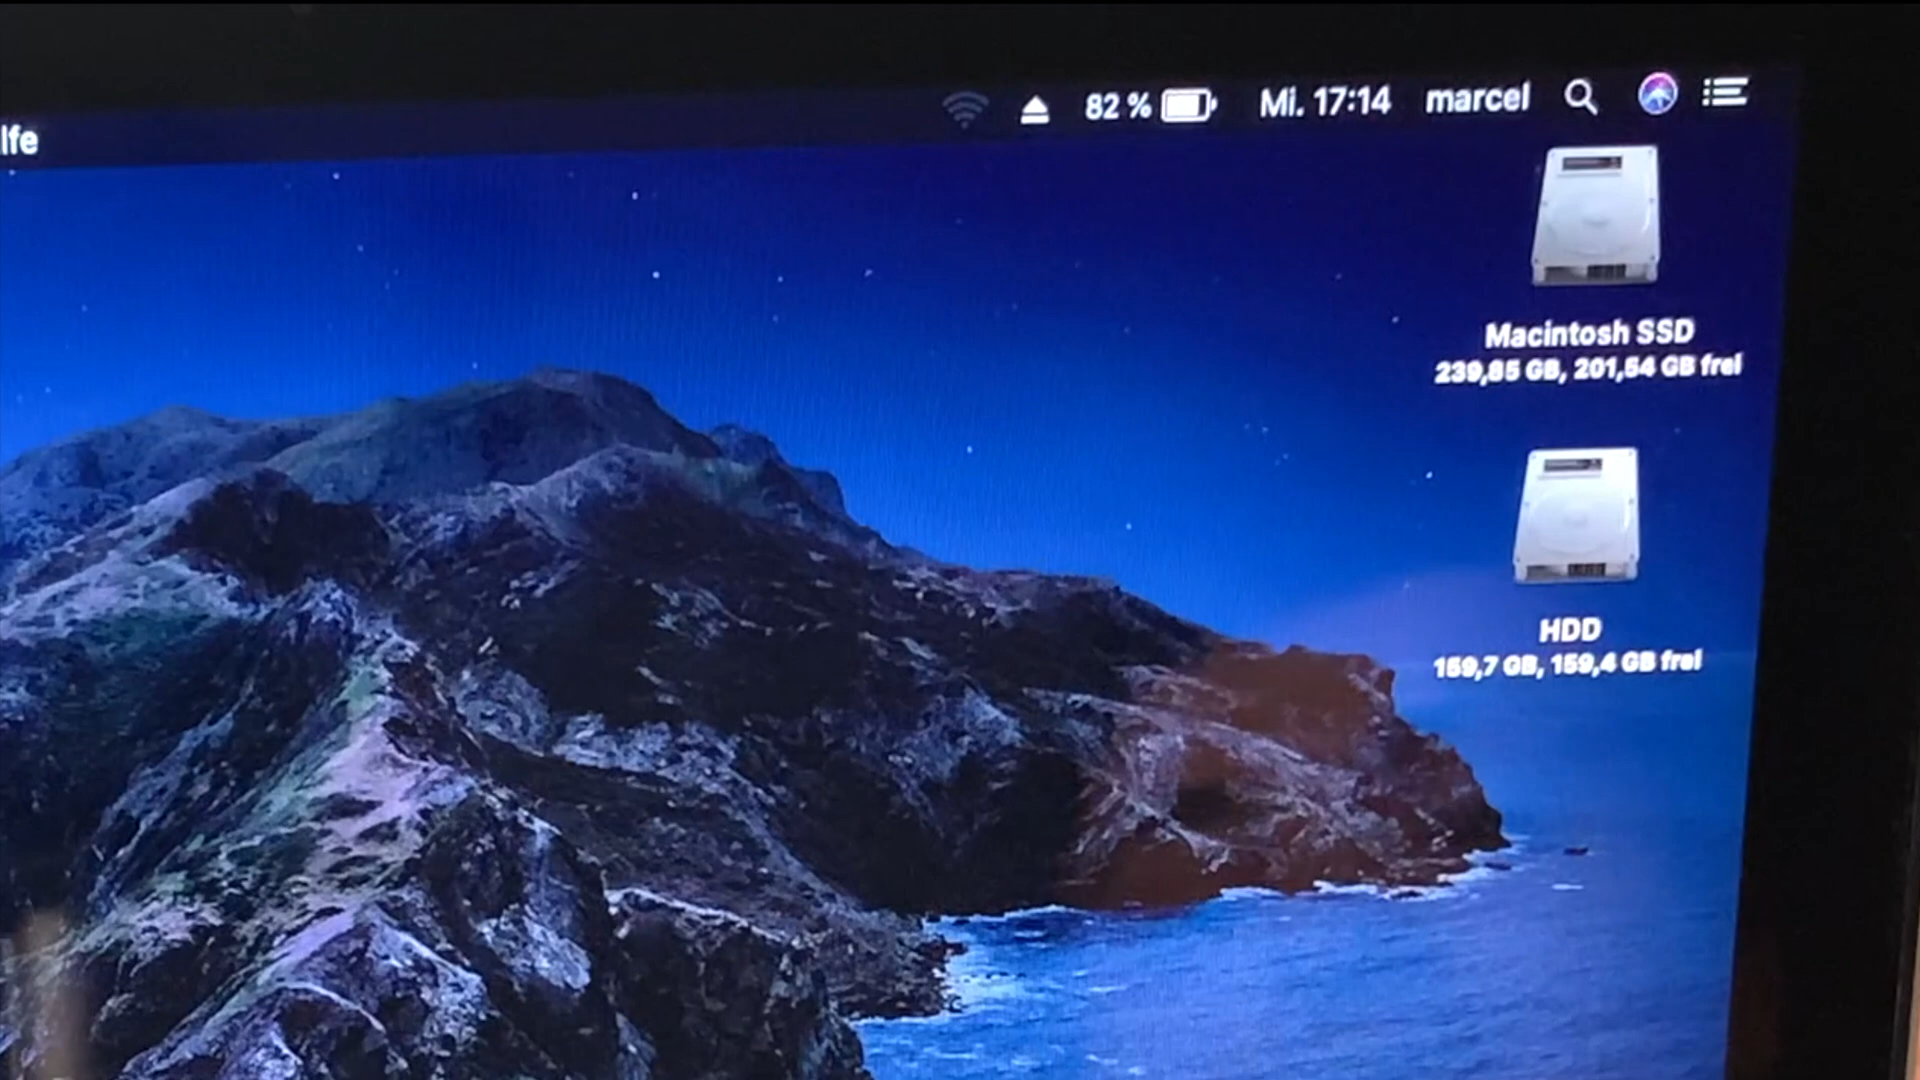 lfe
82 % Mi. 17:14 marcel
Macintosh SSD
239,85 GB, 201,54 GB frei
HDD
159,7 GB, 159,4 GB frei